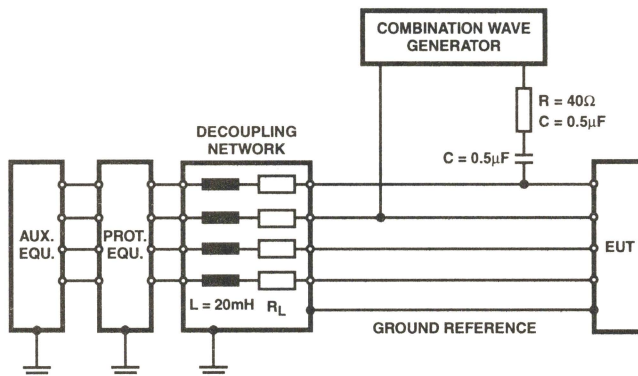 COMBINATION WAVE
GENERATOR
R = 40Ω
C = 0.5µF
C = 0.5µF
DECOUPLING
NETWORK
AUX.
EQU.
PROT.
EQU.
EUT
L = 20mH
RL
GROUND REFERENCE